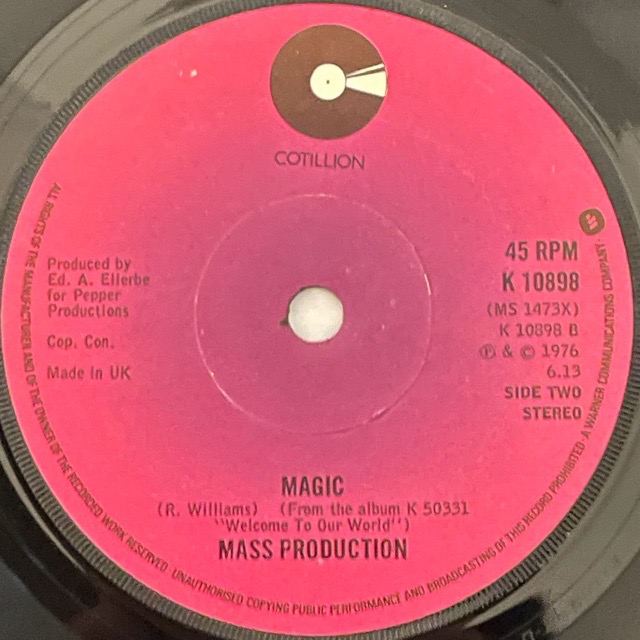 COTILLION
Produced by
Ed. A. Ellerbe
for Pepper
Productions
Cop. Con.
Made in UK
45 RPM
K 10898
(MS 1473X)
K 10898 B
Ⓟ & © 1976
6.13
SIDE TWO
STEREO
MAGIC
(R. Williams) (From the album K 50331
"Welcome To Our World")
MASS PRODUCTION
ALL RIGHTS OF THE MANUFACTURER AND OF THE OWNER OF THE RECORDED WORK RESERVED · UNAUTHORISED COPYING PUBLIC PERFORMANCE AND BROADCASTING OF THIS RECORD PROHIBITED · A WARNER COMMUNICATIONS COMPANY ·